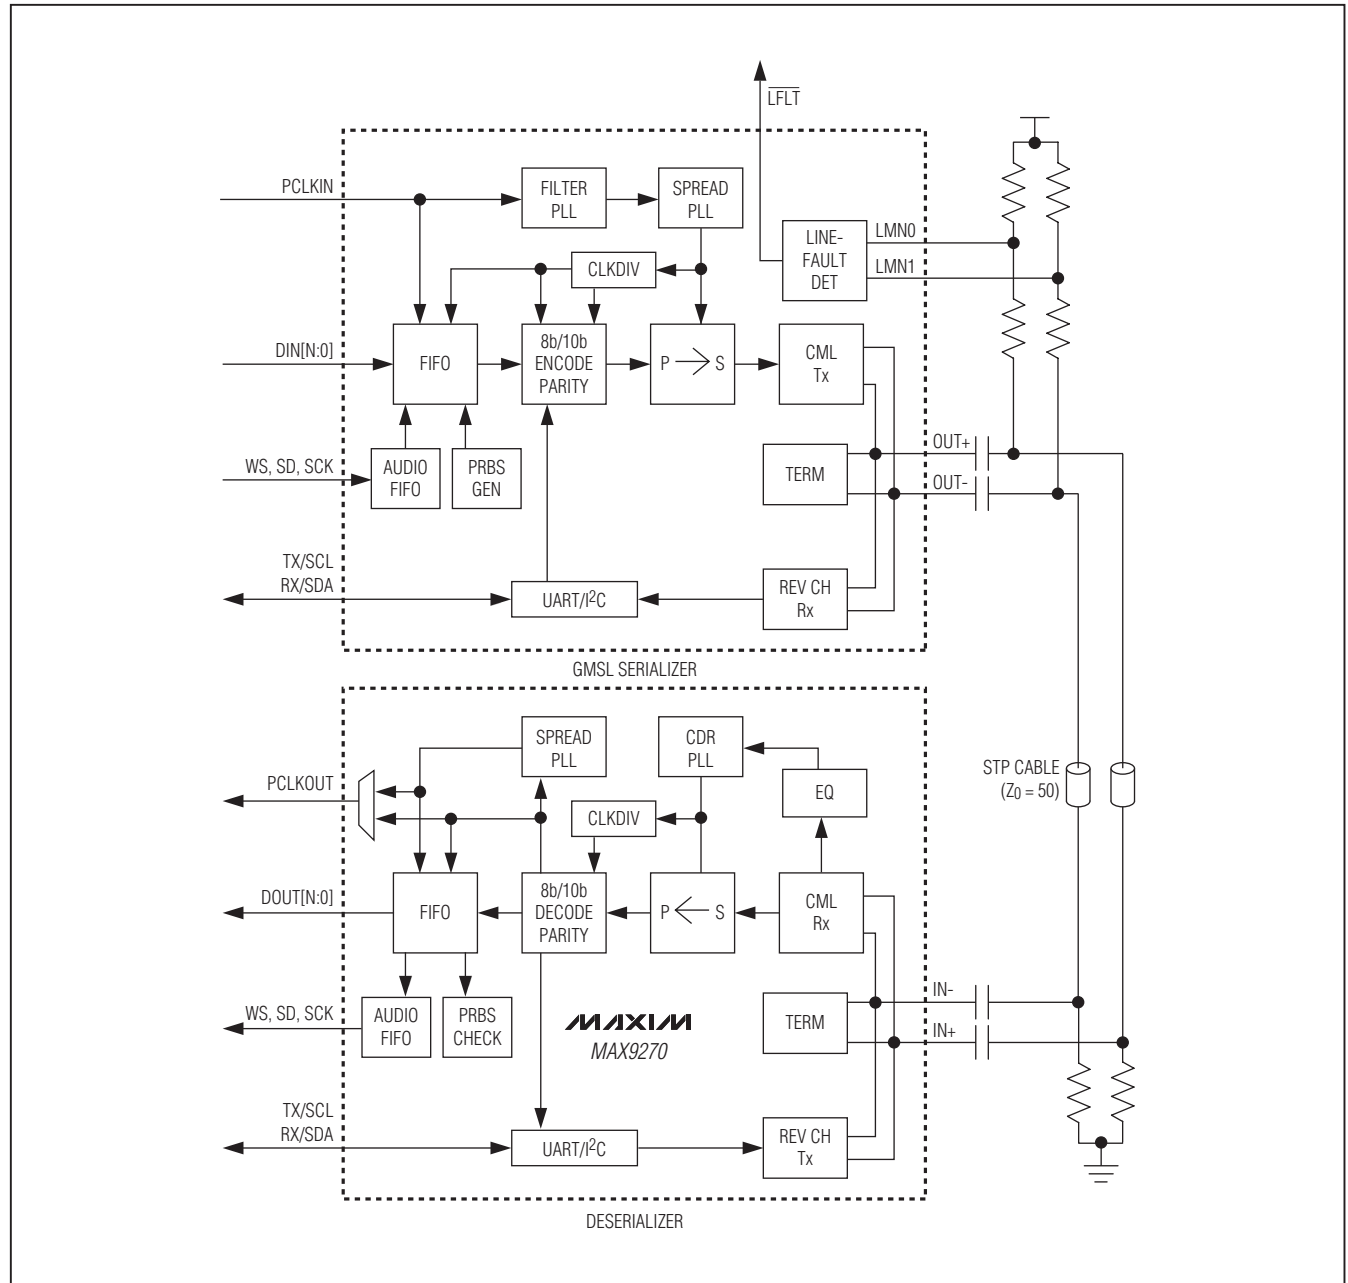 LFLT
PCLKIN
FILTER
PLL
SPREAD
PLL
LINE-
FAULT
DET
LMN0
LMN1
CLKDIV
DIN[N:0]
FIFO
8b/10b
ENCODE
PARITY
P
S
CML
Tx
WS, SD, SCK
AUDIO
FIFO
PRBS
GEN
TERM
OUT+
OUT-
TX/SCL
RX/SDA
UART/I2C
REV CH
Rx
GMSL SERIALIZER
SPREAD
PLL
CDR
PLL
EQ
STP CABLE
(Z0 = 50)
PCLKOUT
CLKDIV
DOUT[N:0]
FIFO
8b/10b
DECODE
PARITY
P
S
CML
Rx
WS, SD, SCK
AUDIO
FIFO
PRBS
CHECK
MAXIM
MAX9270
TERM
IN-
IN+
TX/SCL
RX/SDA
UART/I2C
REV CH
Tx
DESERIALIZER